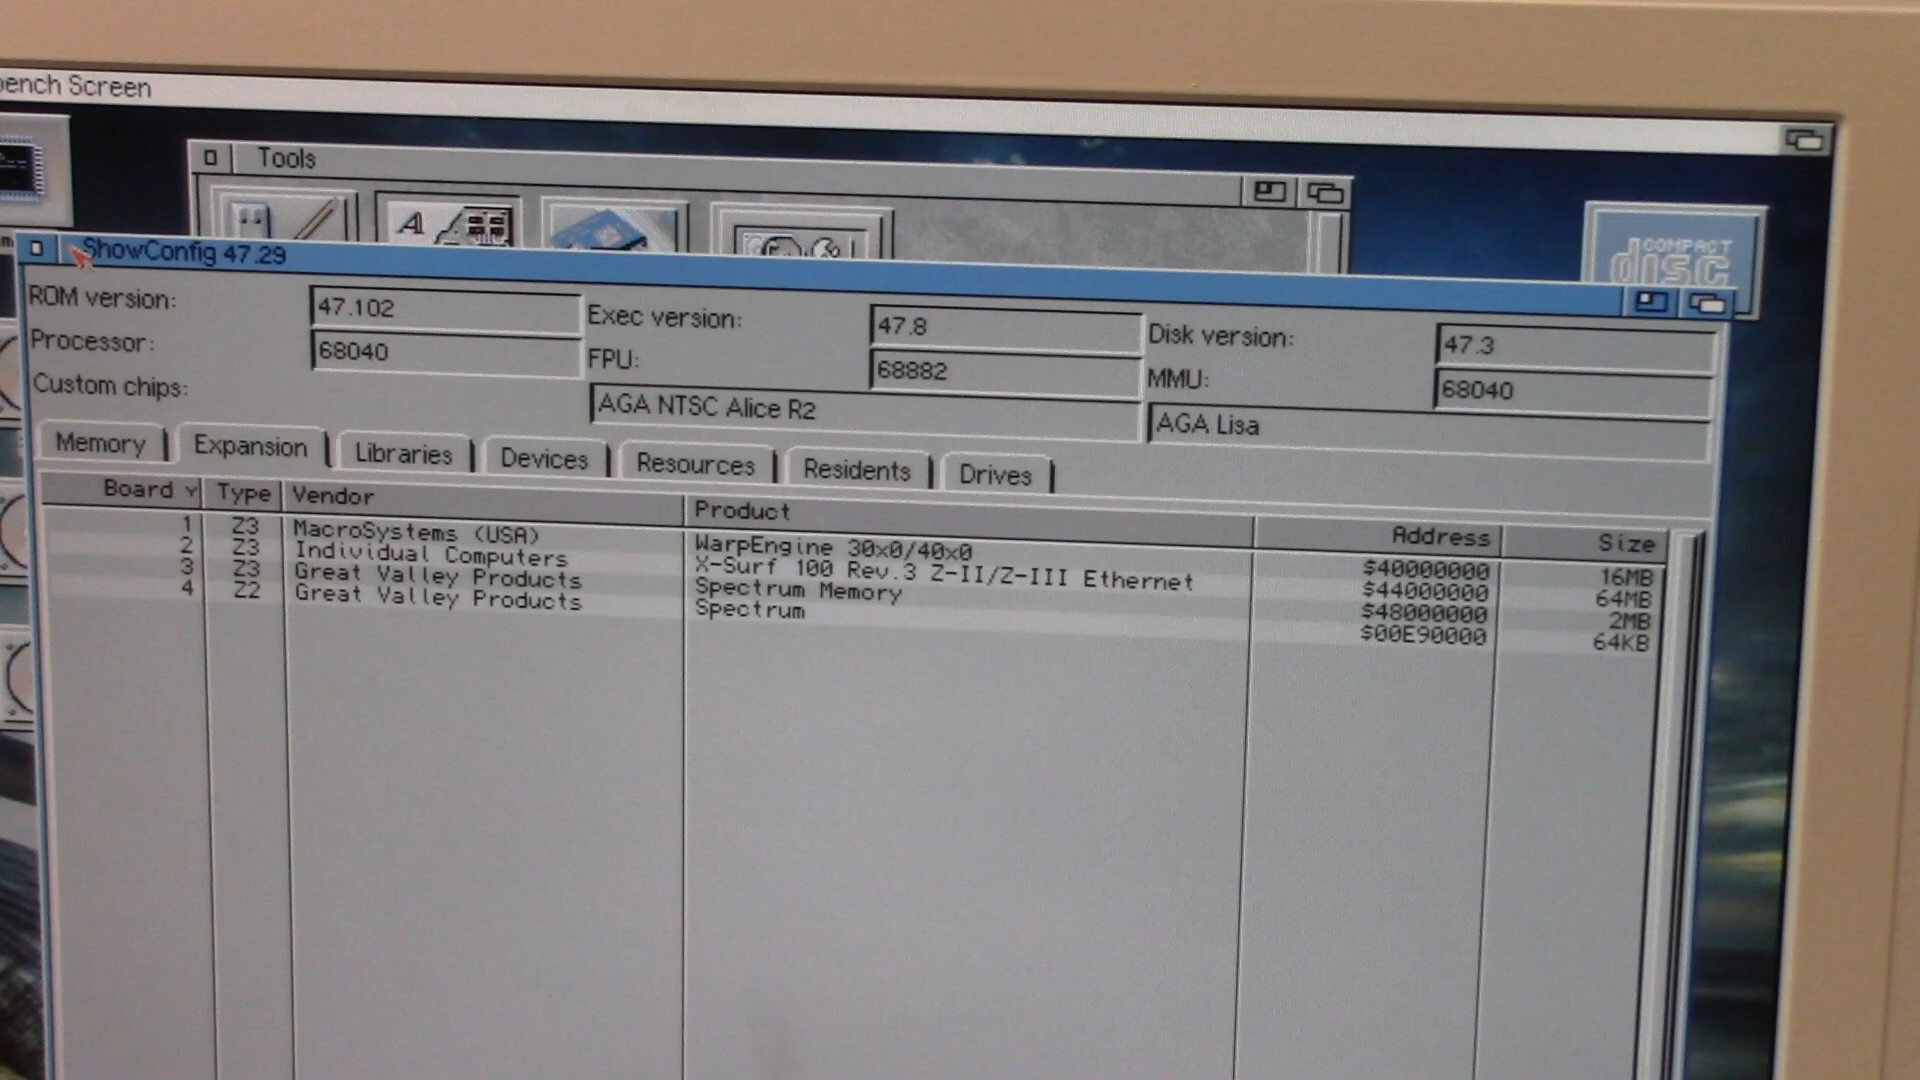 bench Screen
Tools
COMPACT
disc
ShowConfig 47.29
ROM version: 47.102 Exec version: 47.8 Disk version: 47.3
Processor: 68040 FPU: 68882 MMU: 68040
Custom chips: AGA NTSC Alice R2 AGA Lisa
Memory Expansion Libraries Devices Resources Residents Drives
Board Type Vendor Product Address Size
1 Z3 MacroSystems (USA) WarpEngine 30x0/40x0 $40000000 16MB
2 Z3 Individual Computers X-Surf 100 Rev.3 Z-II/Z-III Ethernet $44000000 64MB
3 Z3 Great Valley Products Spectrum Memory $48000000 2MB
4 Z2 Great Valley Products Spectrum $00E90000 64KB